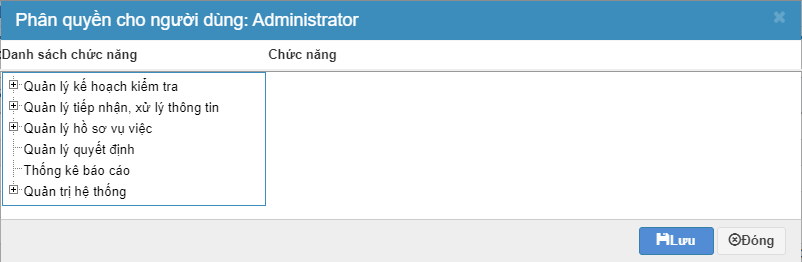 Phân quyền cho người dùng: Administrator
Danh sách chức năng Chức năng
Quản lý kế hoạch kiểm tra
Quản lý tiếp nhận, xử lý thông tin
Quản lý hồ sơ vụ việc
Quản lý quyết định
Thống kê báo cáo
Quản trị hệ thống
Lưu Đóng